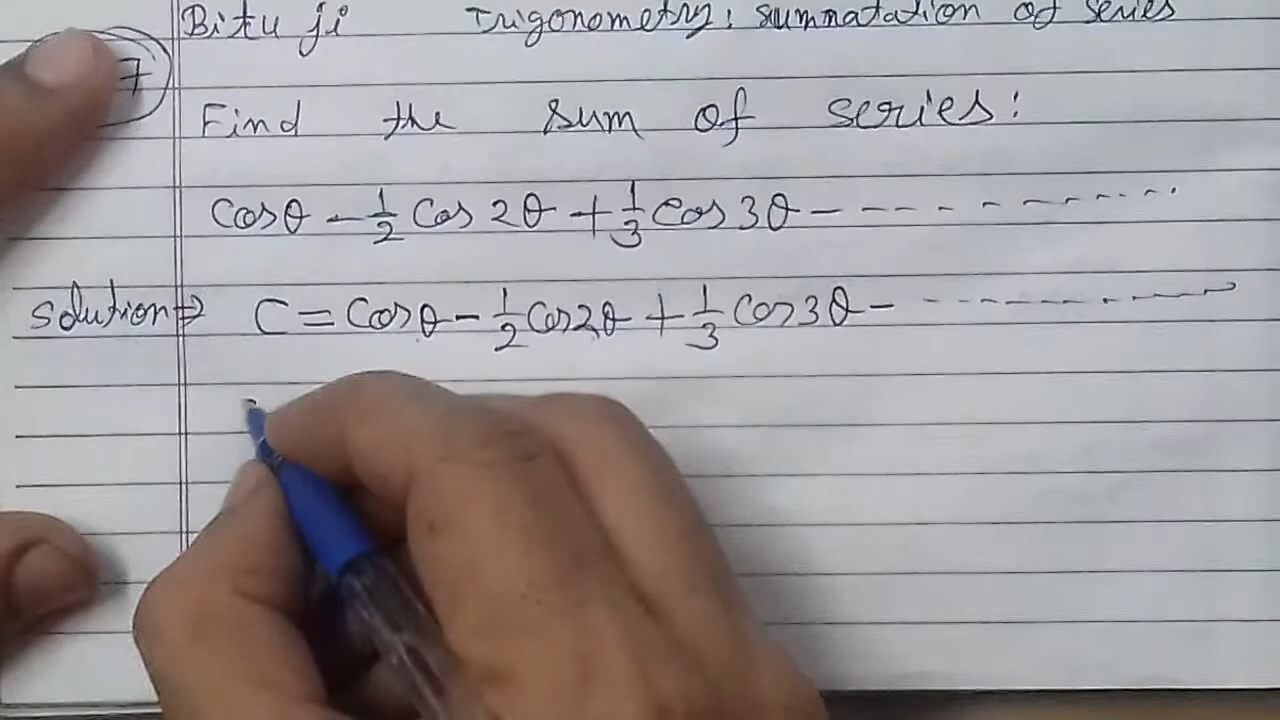 Bitu ji Trigonometry: summatation of series
7
Find the sum of series:
Cosθ - 1/2 Cos 2θ + 1/3 Cos 3θ - - - - - - - - -
Solution⇒ C = Cosθ - 1/2 Cos2θ + 1/3 Cos3θ - - - - - - - - -